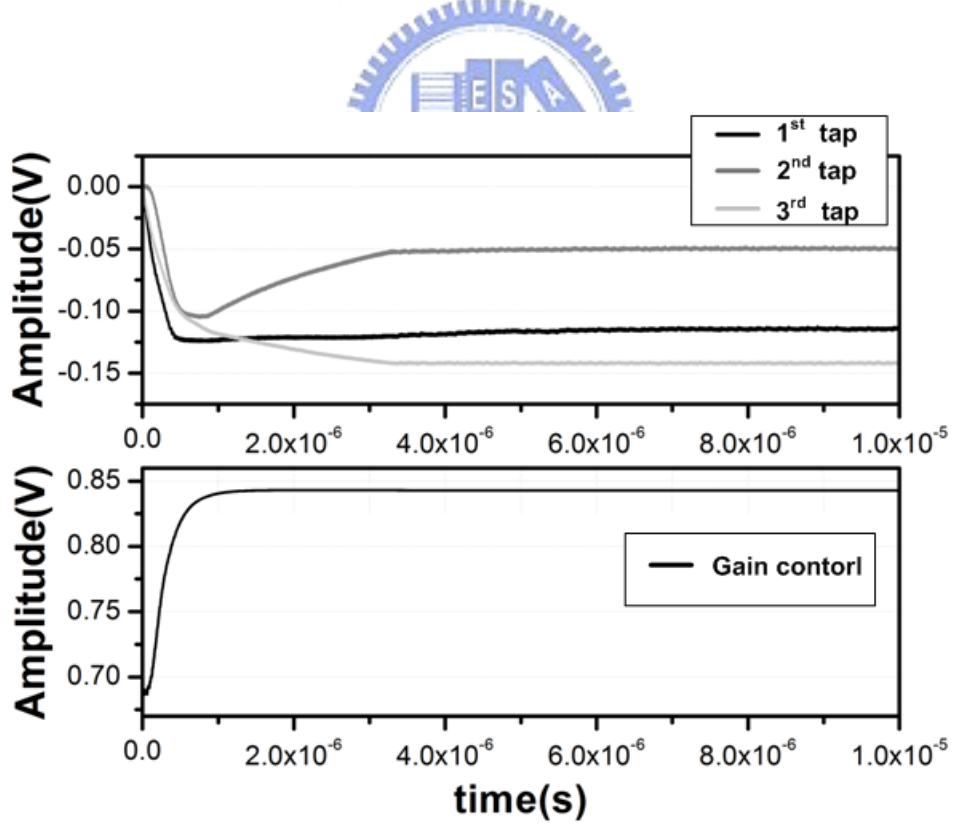 E S A
1st tap
2nd tap
3rd tap
Amplitude(V)
0.00
-0.05
-0.10
-0.15
0.0 2.0x10-6 4.0x10-6 6.0x10-6 8.0x10-6 1.0x10-5
Amplitude(V)
0.85
0.80
0.75
0.70
Gain contorl
0.0 2.0x10-6 4.0x10-6 6.0x10-6 8.0x10-6 1.0x10-5
time(s)